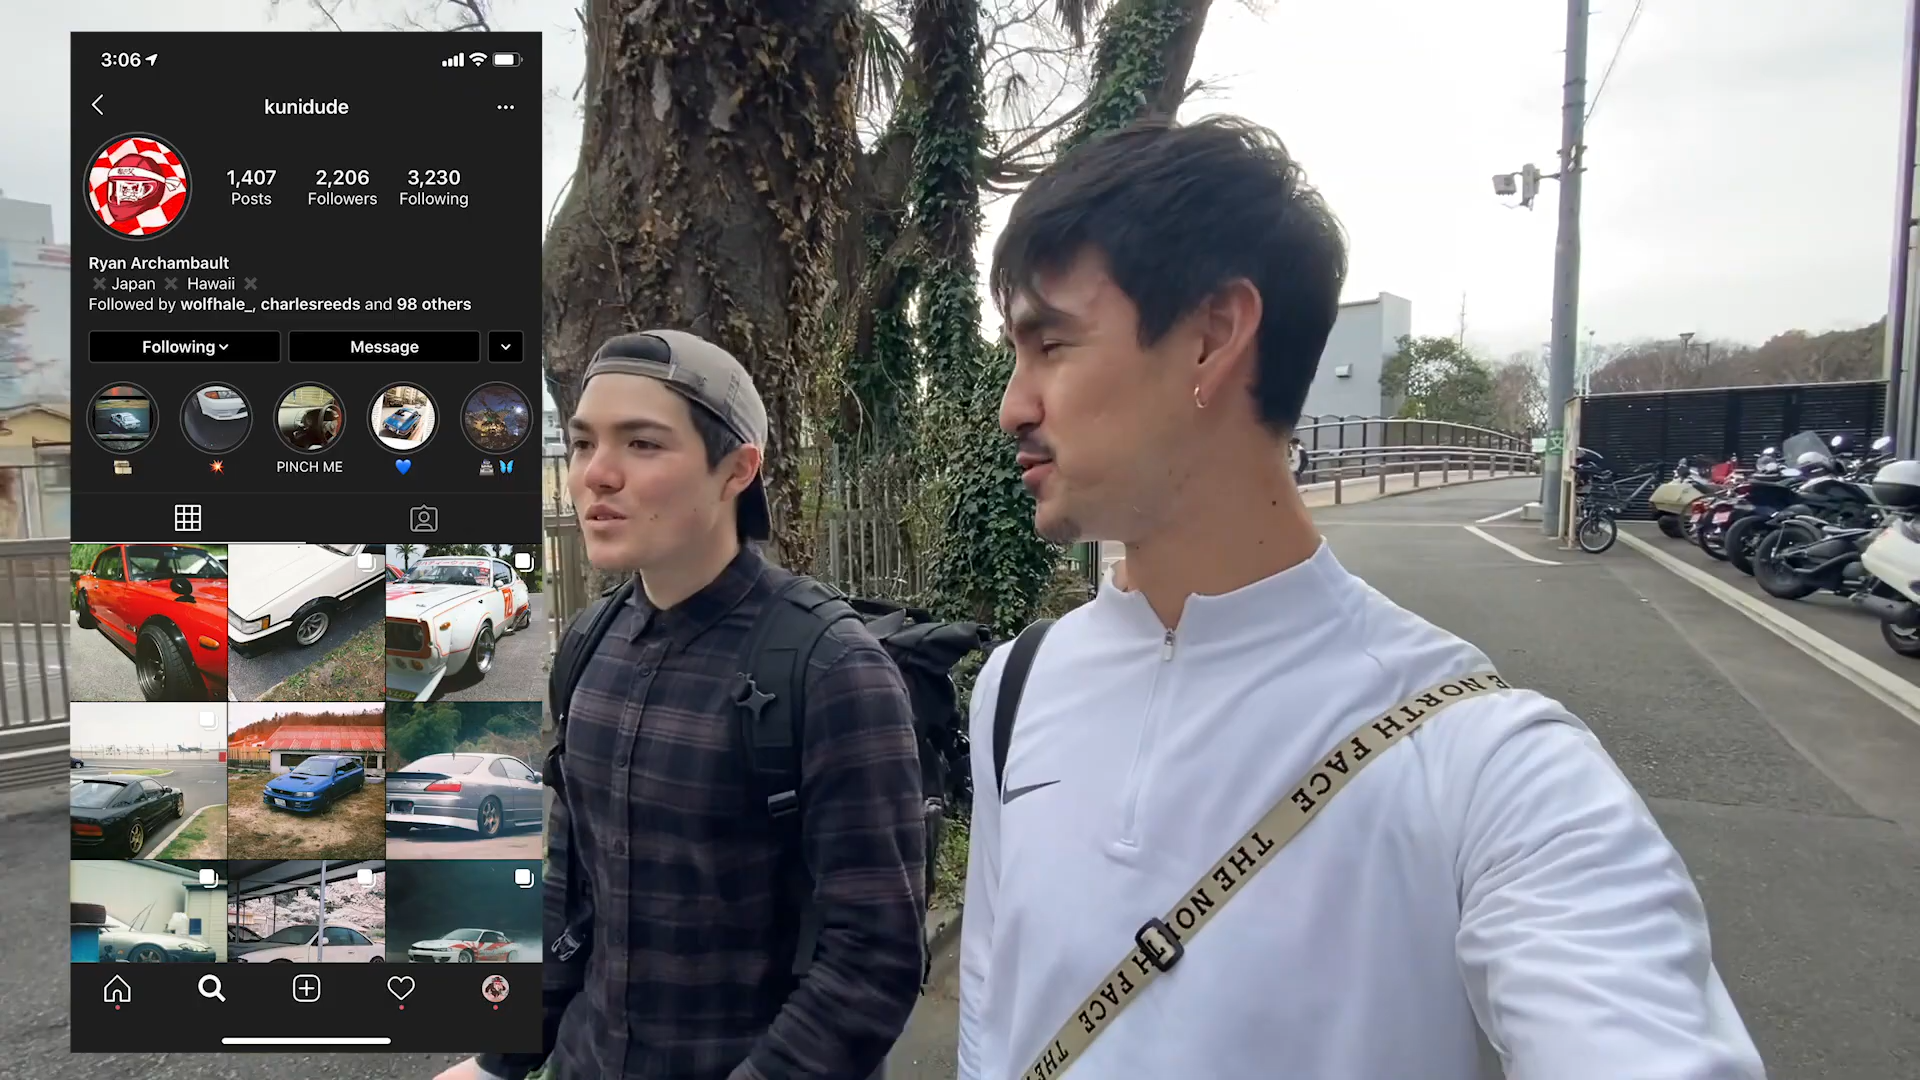 3:06
kunidude
1,407 2,206 3,230
Posts Followers Following
Ryan Archambault
Japan Hawaii
Followed by wolfhale_, charlesreeds and 98 others
Following Message
PINCH ME
E NORTH FACE
THE NORTH FACE
THE